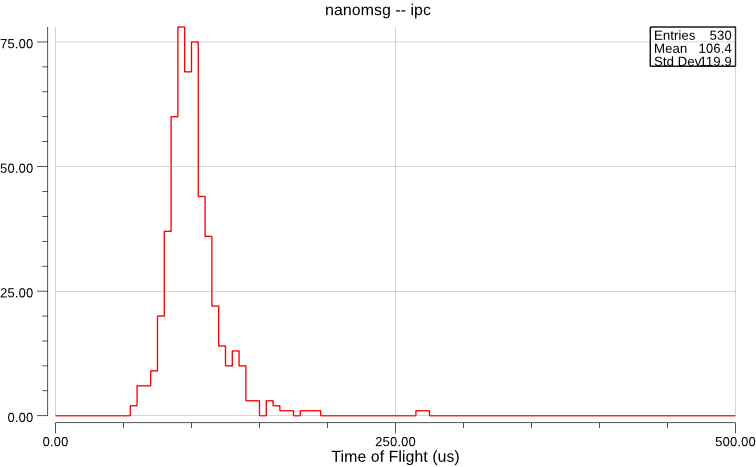 nanomsg -- ipc
Entries 530
Mean 106.4
Std Dev 119.9
75.00
50.00
25.00
0.00
0.00 250.00 500.00
Time of Flight (us)